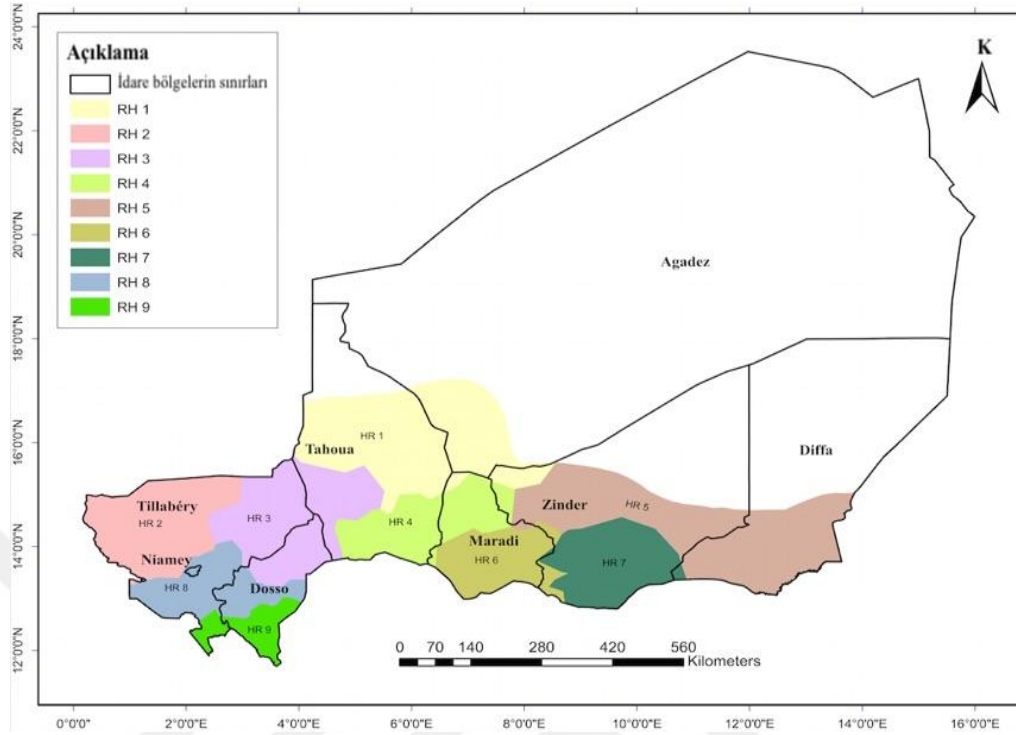 Açıklama
İdare bölgelerin sınırları
RH 1
RH 2
RH 3
RH 4
RH 5
RH 6
RH 7
RH 8
RH 9
K
24°0'0"N
22°0'0"N
20°0'0"N
18°0'0"N
16°0'0"N
14°0'0"N
12°0'0"N
Agadez
HR 1
Tahoua
Diffa
Tillabéry
HR 2
HR 3
HR 4
Zinder
HR 5
Niamey
Maradi
HR 6
HR 7
HR 8
Dosso
HR 9
0 70 140 280 420 560
Kilometers
0°0'0"E 2°0'0"E 4°0'0"E 6°0'0"E 8°0'0"E 10°0'0"E 12°0'0"E 14°0'0"E 16°0'0"E